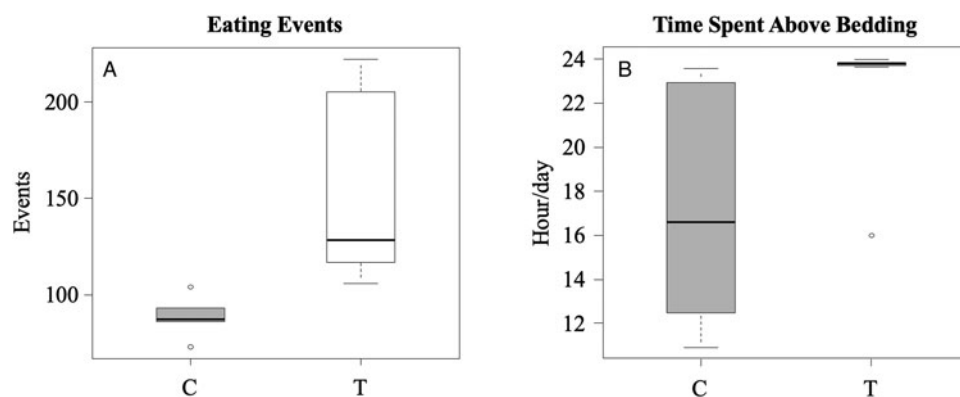 Eating Events
A
200
150
100
Events
C T
Time Spent Above Bedding
B
24
22
20
18
16
14
12
Hour/day
C T